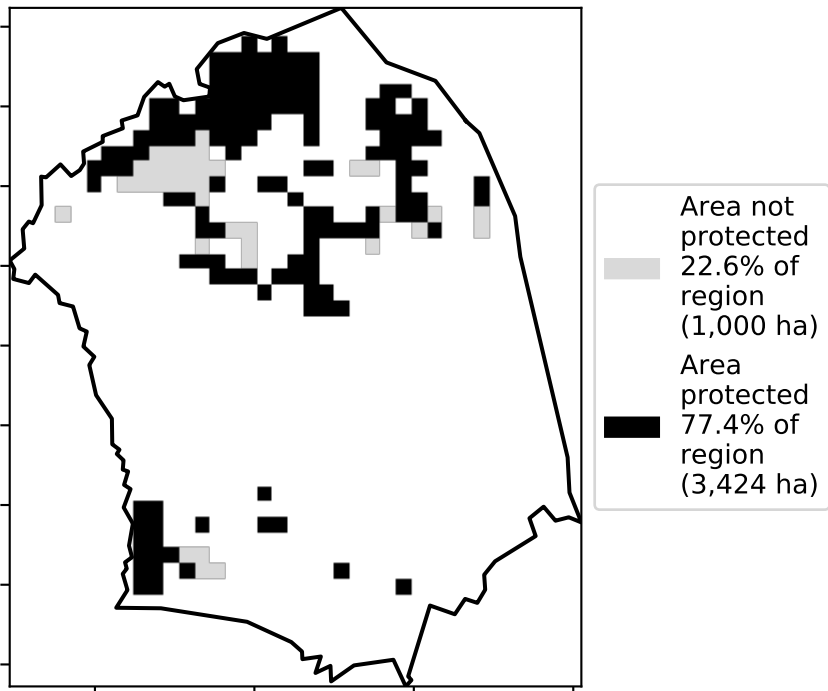 Area not
protected
22.6% of
region
(1,000 ha)
Area
protected
77.4% of
region
(3,424 ha)